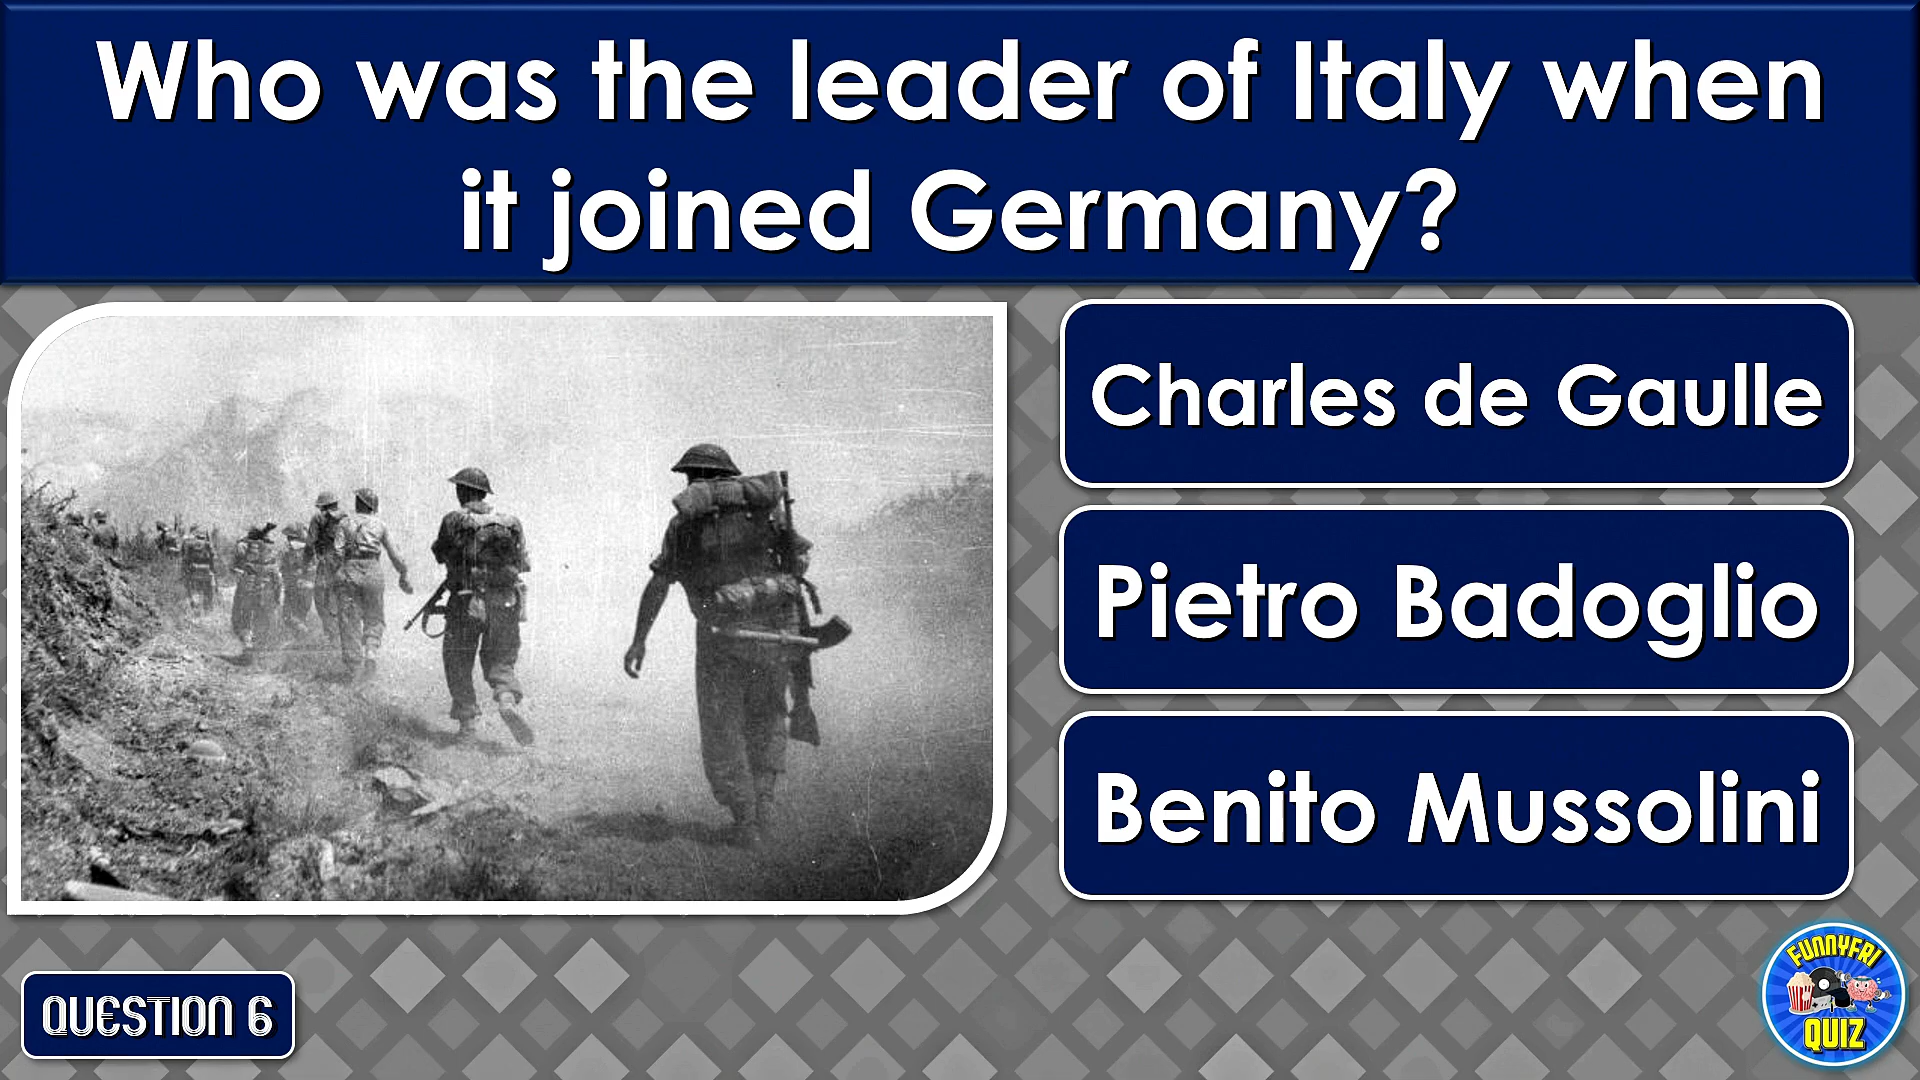 Who was the leader of Italy when
it joined Germany?
Charles de Gaulle
Pietro Badoglio
Benito Mussolini
QUESTION 6
FUNNYFRI
QUIZ